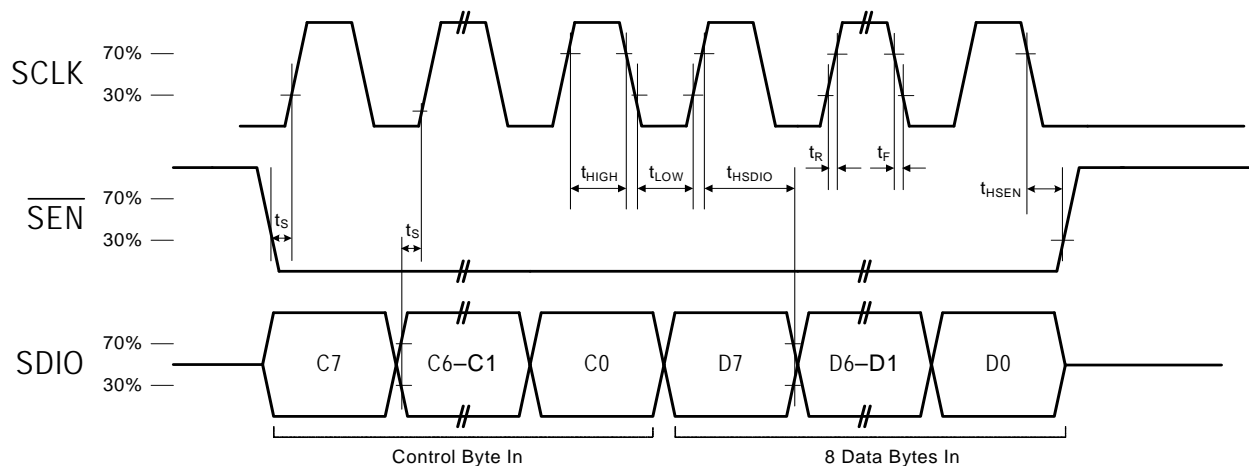 SCLK
70%
30%
tHIGH
tLOW
tHSDIO
tR
tF
tHSEN
SEN
70%
30%
tS
tS
SDIO
70%
30%
C7
C6–C1
C0
D7
D6–D1
D0
Control Byte In
8 Data Bytes In